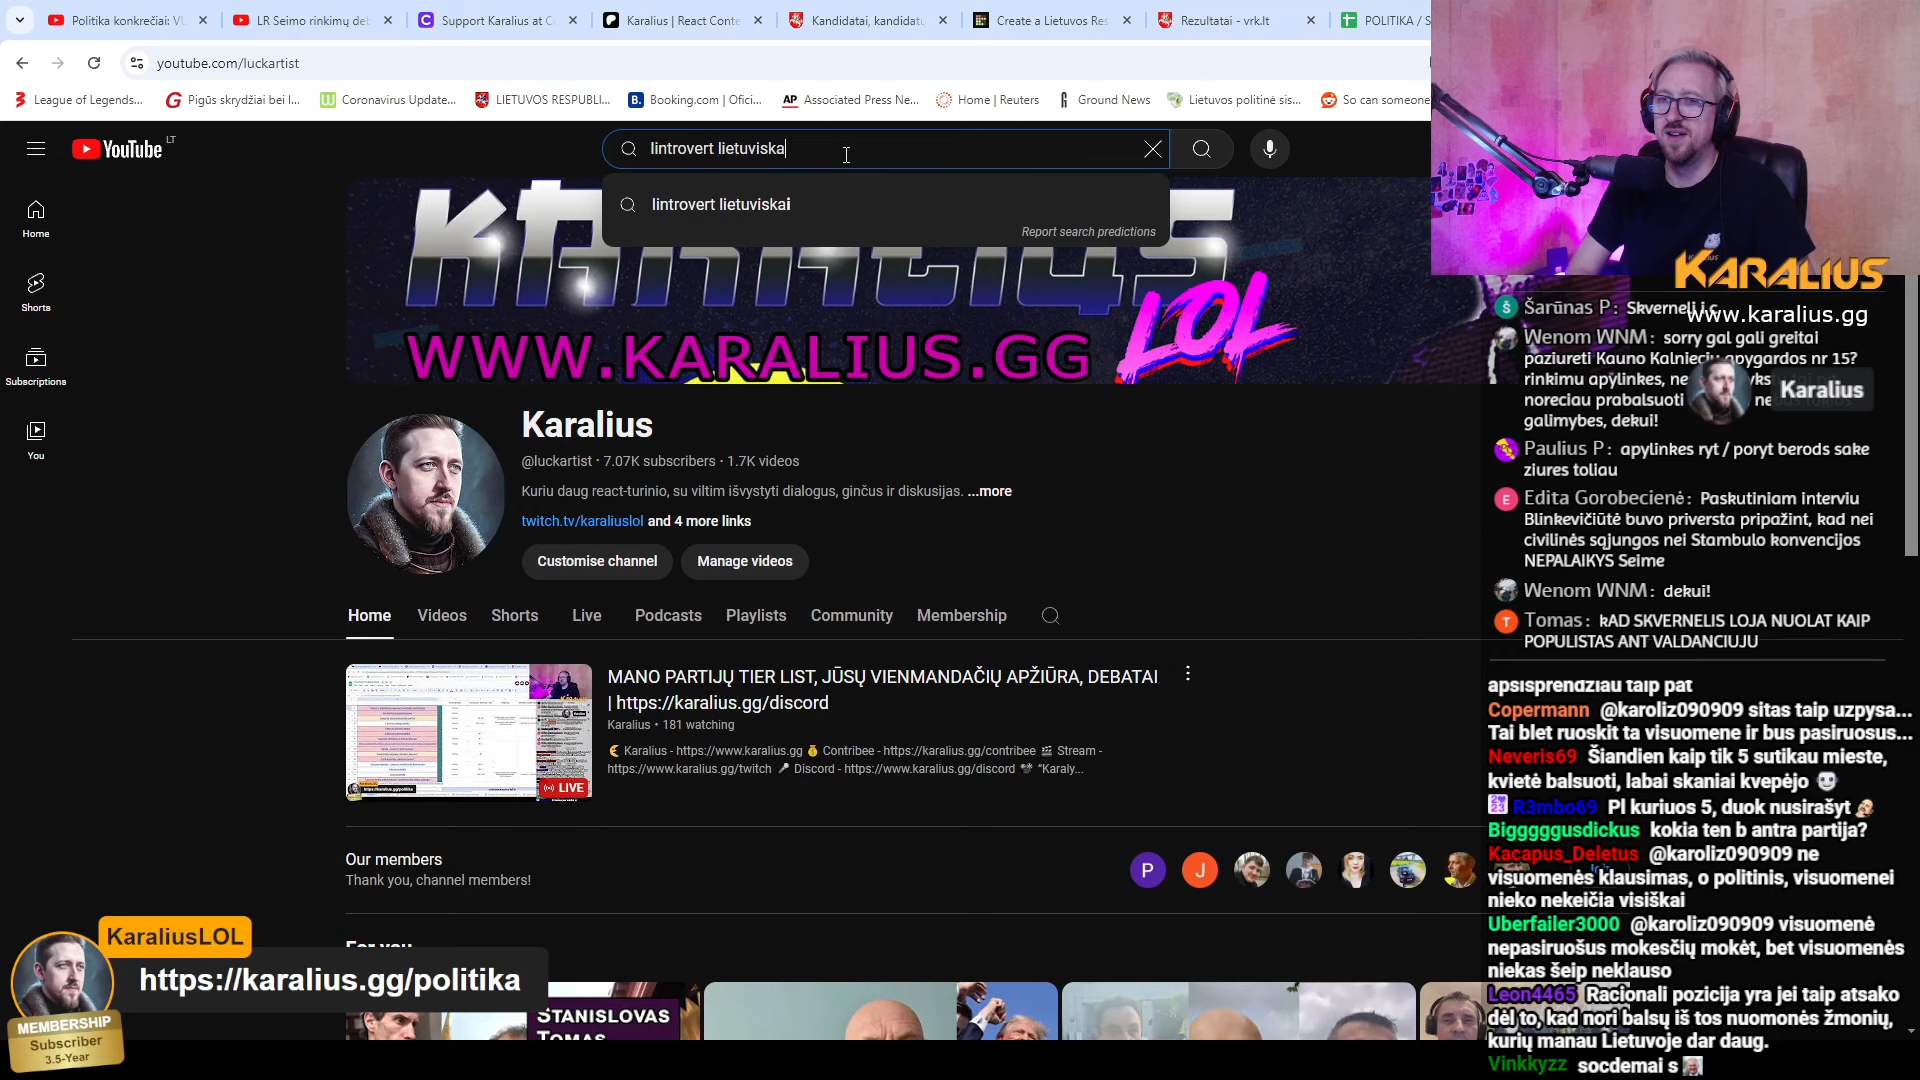 Politika konkrečiai: VU
LR Seimo rinkimų deb
Support Karalius at Co
Karalius | React Conte
Kandidatai, kandidatų
Create a Lietuvos Res
Rezultatai - vrk.lt
POLITIKA / S
youtube.com/luckartist
League of Legends...
Pigūs skrydžiai bei l...
Coronavirus Update...
LIETUVOS RESPUBLI...
Booking.com | Ofici...
AP
Associated Press Ne...
Home | Reuters
Ground News
Lietuvos politinė sis...
So can someone
YouTube
LT
lintrovert lietuviska
lintrovert lietuviskai
Report search predictions
Home
Shorts
Subscriptions
You
KARALIUS
LOL
WWW.KARALIUS.GG
Karalius
@luckartist · 7.07K subscribers · 1.7K videos
Kuriu daug react-turinio, su viltim išvystyti dialogus, ginčus ir diskusijas. ...more
twitch.tv/karaliuslol and 4 more links
Customise channel
Manage videos
Home
Videos
Shorts
Live
Podcasts
Playlists
Community
Membership
MANO PARTIJŲ TIER LIST, JŪSŲ VIENMANDAČIŲ APŽIŪRA, DEBATAI
| https://karalius.gg/discord
Karalius • 181 watching
Karalius - https://www.karalius.gg Contribee - https://karalius.gg/contribee Stream -
https://www.karalius.gg/twitch Discord - https://www.karalius.gg/discord "Karaly...
LIVE
Our members
Thank you, channel members!
P
J
For you
STANISLOVAS
TOMAS
KaraliusLOL
https://karalius.gg/politika
MEMBERSHIP
Subscriber
3.5-Year
KARALIUS
www.karalius.gg
Karalius
Šarūnas P: Skverneli i c
Wenom WNM: sorry gal gali greitai
paziureti Kauno Kalnieciu apygardos nr 15?
rinkimu apylinkes, ne
noreciau prabalsuoti
galimybes, dekui!
Paulius P: apylinkes ryt / poryt berods sake
ziures toliau
Edita Gorobecienė: Paskutiniam interviu
Blinkevičiūtė buvo priversta pripažint, kad nei
civilinės sąjungos nei Stambulo konvencijos
NEPALAIKYS Seime
Wenom WNM: dekui!
Tomas: kAD SKVERNELIS LOJA NUOLAT KAIP
POPULISTAS ANT VALDANCIUJU
apsisprendziau taip pat
Copermann @karoliz090909 sitas taip uzpysa...
Tai blet ruoskit ta visuomene ir bus pasiruosus...
Neveris69 Šiandien kaip tik 5 sutikau mieste,
kvietė balsuoti, labai skaniai kvepėjo
R3mbo69 Pl kuriuos 5, duok nusirašyt
Bigggggusdickus kokia ten b antra partija?
Kacapus_Deletus @karoliz090909 ne
visuomenės klausimas, o politinis, visuomenei
nieko nekeičia visiškai
Uberfailer3000 @karoliz090909 visuomenė
nepasiruošus mokesčių mokėt, bet visuomenės
niekas šeip neklauso
Leon4465 Racionali pozicija yra jei taip atsako
dėl to, kad nori balsų iš tos nuomonės žmonių,
kurių manau Lietuvoje dar daug.
Vinkkyzz socdemai s